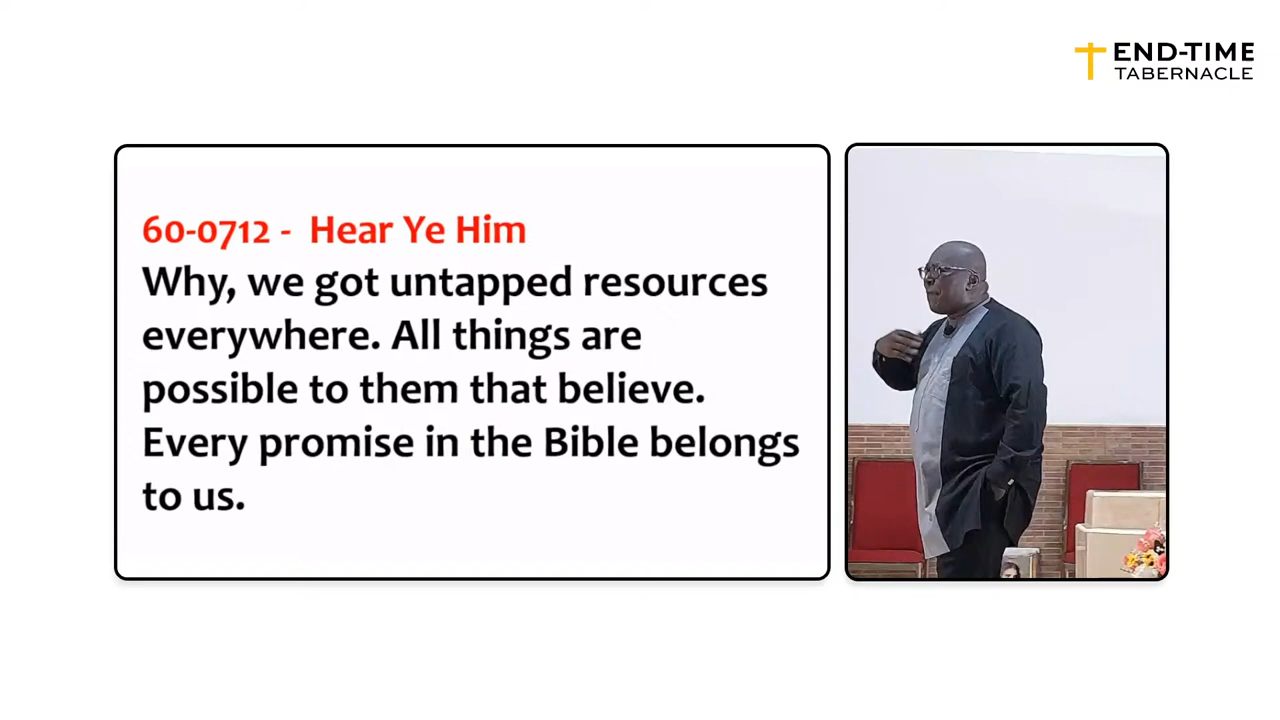 END-TIME
TABERNACLE
60-0712 - Hear Ye Him
Why, we got untapped resources
everywhere. All things are
possible to them that believe.
Every promise in the Bible belongs
to us.